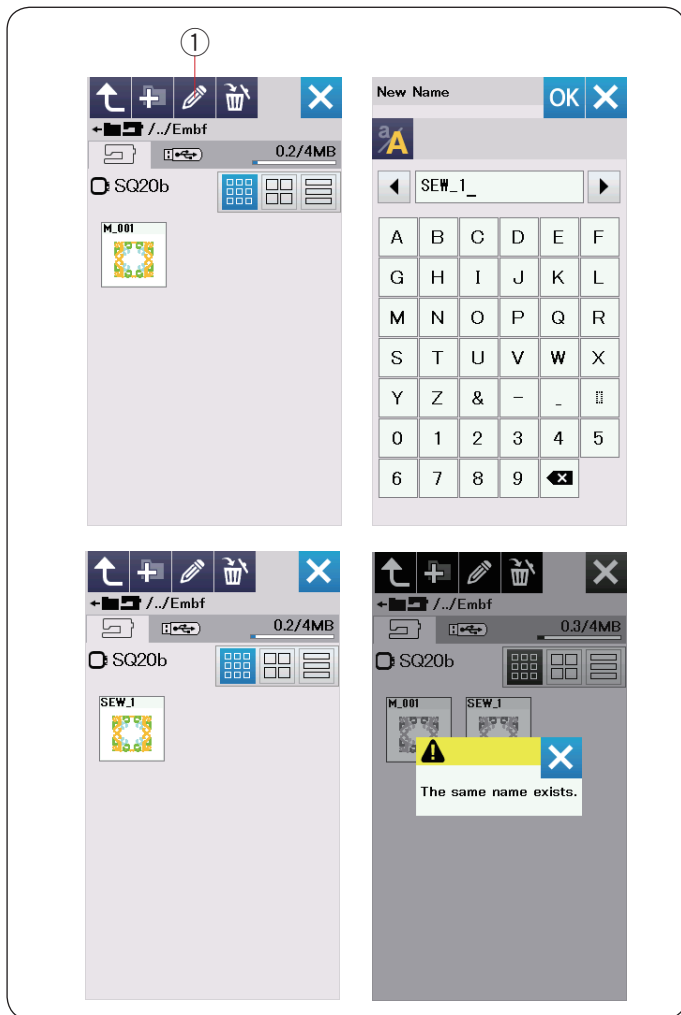 ①
/../Embf
0.2/4MB
SQ20b
M_001
New Name
OK
a/A
SEW_1_
A B C D E F
G H I J K L
M N O P Q R
S T U V W X
Y Z & – _
0 1 2 3 4 5
6 7 8 9
/../Embf
0.2/4MB
SQ20b
SEW_1
/../Embf
0.3/4MB
SQ20b
M_001 SEW_1
The same name exists.